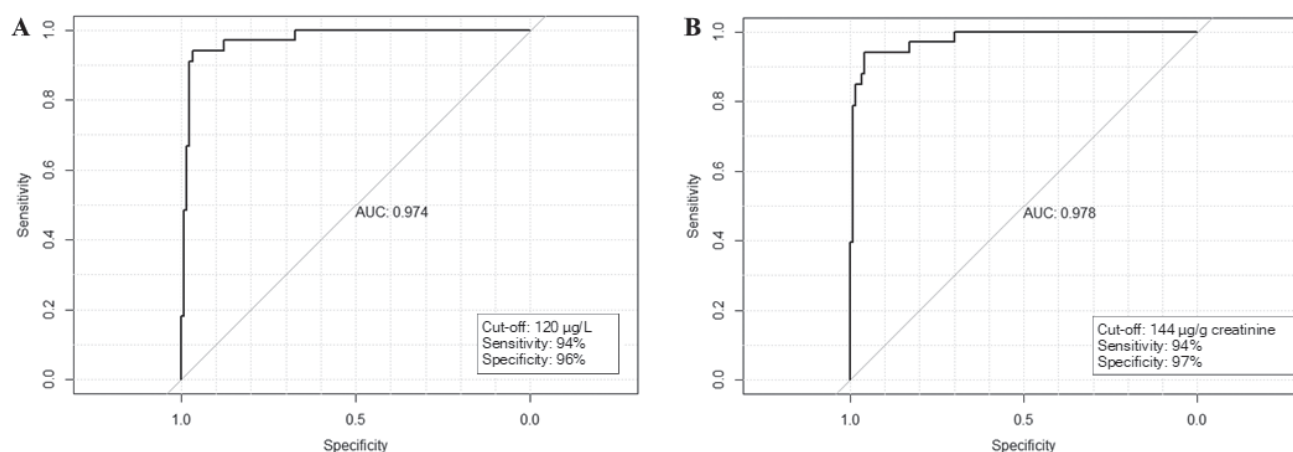 A
Sensitivity
1.0
0.8
0.6
0.4
0.2
0.0
AUC: 0.974
Cut-off: 120 µg/L
Sensitivity: 94%
Specificity: 96%
1.0
0.5
0.0
Specificity
B
Sensitivity
1.0
0.8
0.6
0.4
0.2
0.0
AUC: 0.978
Cut-off: 144 µg/g creatinine
Sensitivity: 94%
Specificity: 97%
1.0
0.5
0.0
Specificity